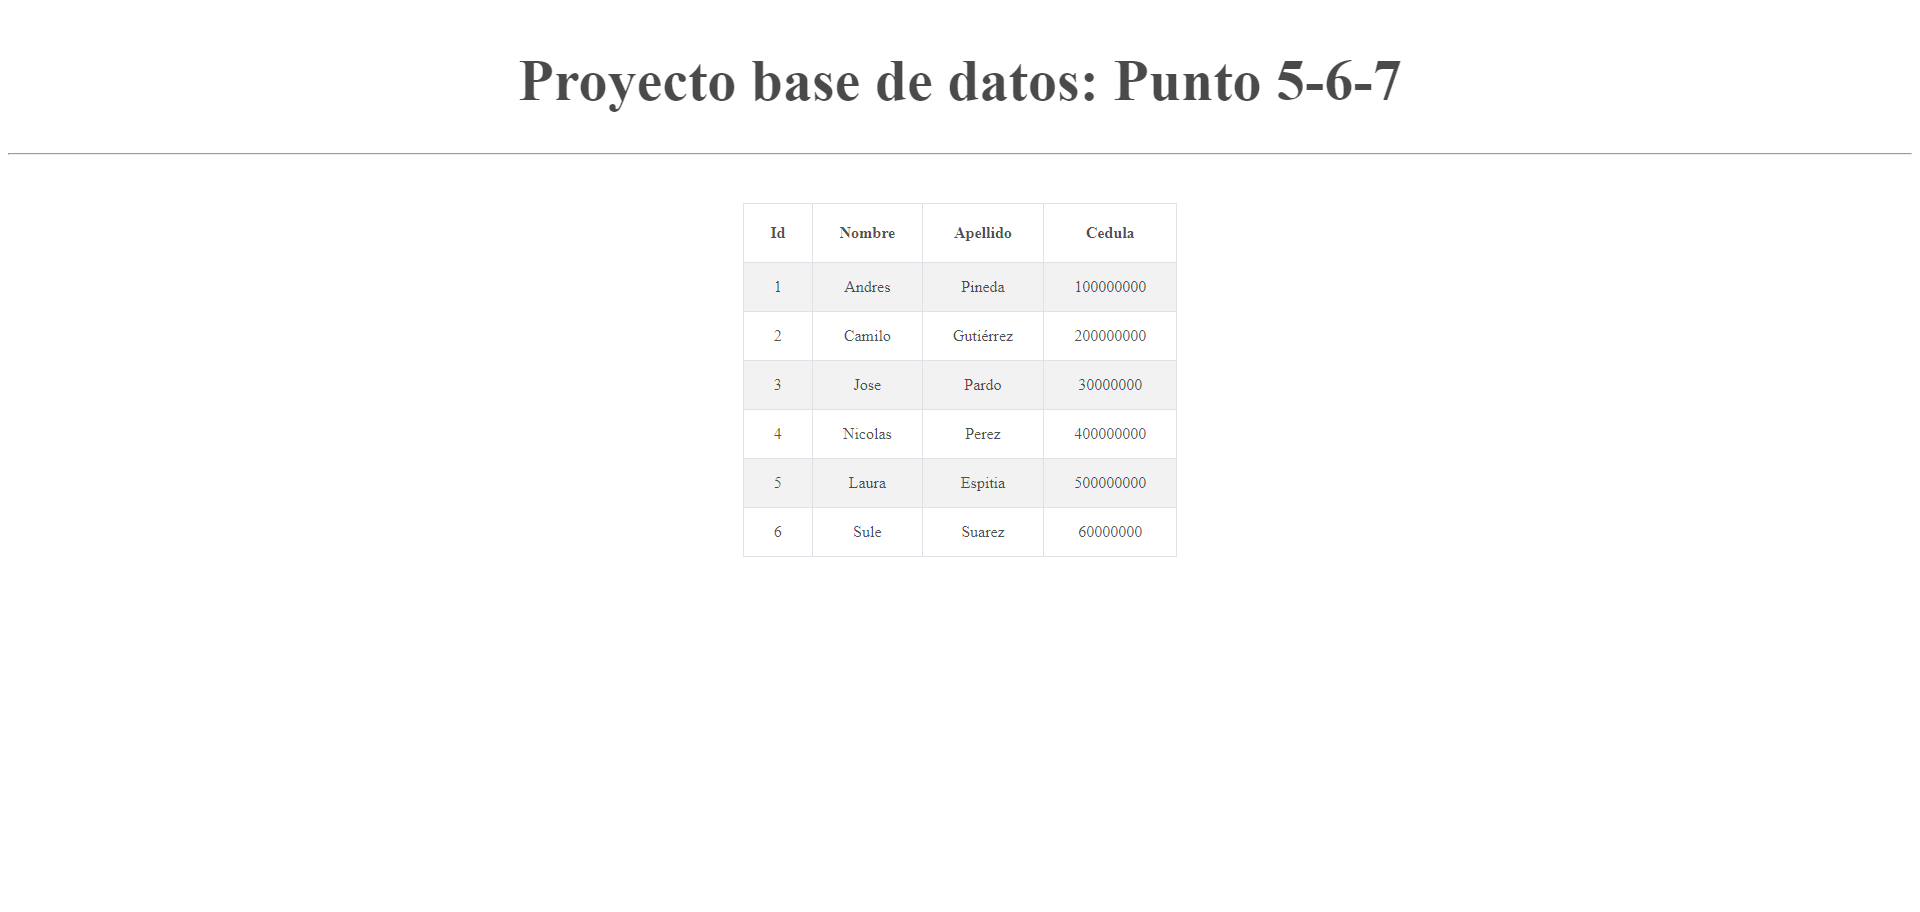 Proyecto base de datos: Punto 5-6-7
Id Nombre Apellido Cedula
1 Andres Pineda 100000000
2 Camilo Gutiérrez 200000000
3 Jose Pardo 30000000
4 Nicolas Perez 400000000
5 Laura Espitia 500000000
6 Sule Suarez 60000000